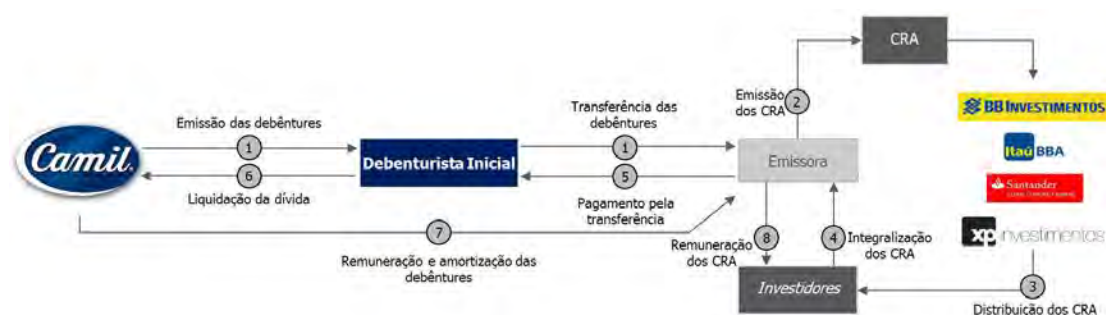 CRA
Emissão
dos CRA
2
BB INVESTIMENTOS
Transferência das
debêntures
Emissão das debêntures
1
1
Itaú BBA
Camil
Debenturista Inicial
Emissora
6
5
Santander
Liquidação da dívida
Pagamento pela
transferência
7
Remuneração
dos CRA
8
4
Integralização
dos CRA
xp investimentos
Remuneração e amortização das
debêntures
Investidores
3
Distribuição dos CRA